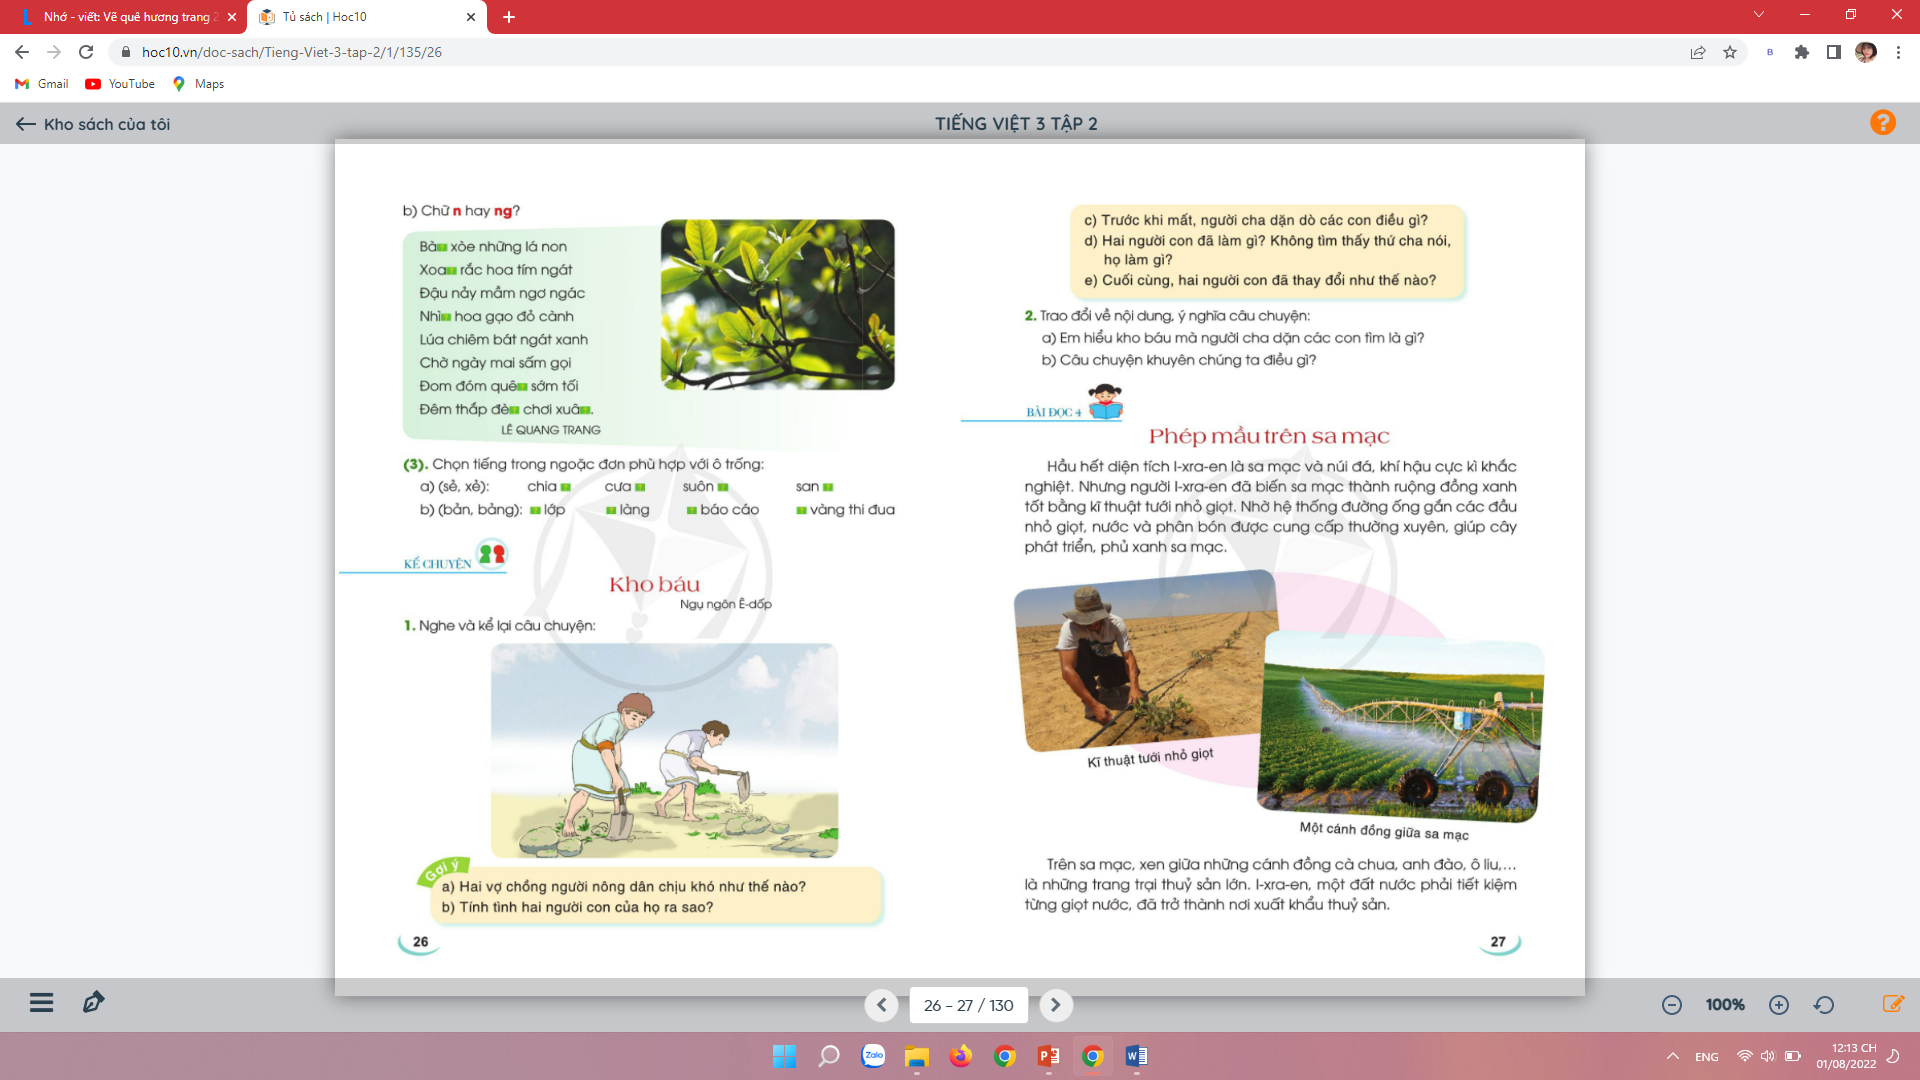 Nhớ - viết: Vẽ quê hương trang 2
Tủ sách | Hoc10
hoc10.vn/doc-sach/Tieng-Viet-3-tap-2/1/135/26
Gmail
YouTube
Maps
Kho sách của tôi
TIẾNG VIỆT 3 TẬP 2
b) Chữ n hay ng?
Bà? xòe những lá non
Xoa? rắc hoa tím ngát
Đậu nảy mầm ngơ ngác
Nhì? hoa gạo đỏ cành
Lúa chiêm bát ngát xanh
Chờ ngày mai sấm gọi
Đom đóm quê? sớm tối
Đêm thắp đè? chơi xuâ?.
LÊ QUANG TRANG
(3). Chọn tiếng trong ngoặc đơn phù hợp với ô trống:
a) (sẻ, xẻ): chia ? cưa ? suôn ? san ?
b) (bản, bảng): ? lớp ? làng ? báo cáo ? vàng thi đua
KỂ CHUYỆN
Kho báu
Ngụ ngôn Ê-dốp
1. Nghe và kể lại câu chuyện:
Gợi ý
a) Hai vợ chồng người nông dân chịu khó như thế nào?
b) Tính tình hai người con của họ ra sao?
26
c) Trước khi mất, người cha dặn dò các con điều gì?
d) Hai người con đã làm gì? Không tìm thấy thứ cha nói,
họ làm gì?
e) Cuối cùng, hai người con đã thay đổi như thế nào?
2. Trao đổi về nội dung, ý nghĩa câu chuyện:
a) Em hiểu kho báu mà người cha dặn các con tìm là gì?
b) Câu chuyện khuyên chúng ta điều gì?
BÀI ĐỌC 4
Phép mầu trên sa mạc
Hầu hết diện tích I-xra-en là sa mạc và núi đá, khí hậu cực kì khắc
nghiệt. Nhưng người I-xra-en đã biến sa mạc thành ruộng đồng xanh
tốt bằng kĩ thuật tưới nhỏ giọt. Nhờ hệ thống đường ống gắn các đầu
nhỏ giọt, nước và phân bón được cung cấp thường xuyên, giúp cây
phát triển, phủ xanh sa mạc.
Kĩ thuật tưới nhỏ giọt
Một cánh đồng giữa sa mạc
Trên sa mạc, xen giữa những cánh đồng cà chua, anh đào, ô liu,...
là những trang trại thuỷ sản lớn. I-xra-en, một đất nước phải tiết kiệm
từng giọt nước, đã trở thành nơi xuất khẩu thuỷ sản.
27
26 - 27 / 130
100%
Zalo
ENG
12:13 CH
01/08/2022